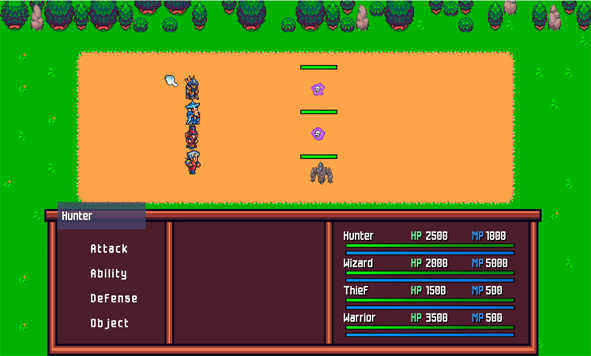 Hunter
Attack
Ability
Defense
Object
Hunter HP 2500 MP 1000
Wizard HP 2000 MP 5000
Thief HP 1500 MP 500
Warrior HP 3500 MP 500